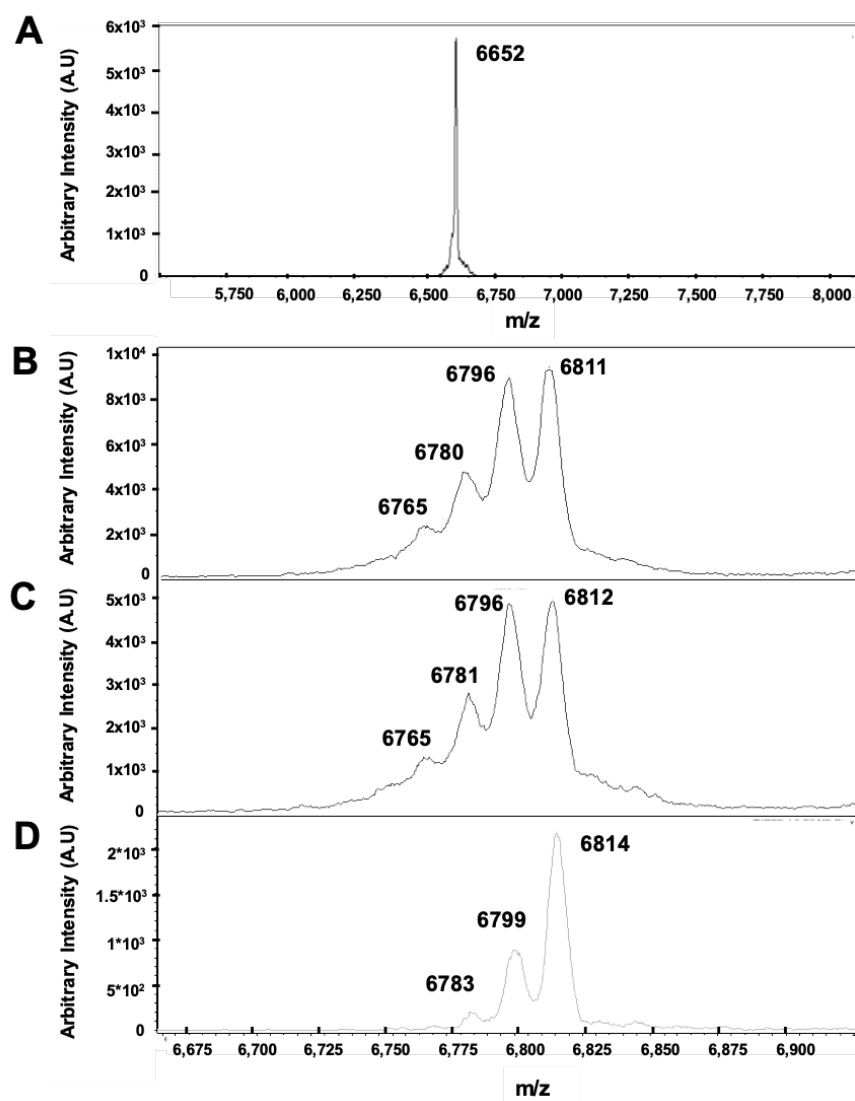 A
Arbitrary Intensity (A.U)
6x10³
5x10³
4x10³
3x10³
2x10³
1x10³
0
6652
5,750 6,000 6,250 6,500 6,750 7,000 7,250 7,500 7,750 8,000
m/z
B
Arbitrary Intensity (A.U)
1x10⁴
8x10³
6x10³
4x10³
2x10³
0
6765
6780
6796
6811
C
Arbitrary Intensity (A.U)
5x10³
4x10³
3x10³
2x10³
1x10³
0
6765
6781
6796
6812
D
Arbitrary Intensity (A.U)
2*10³
1.5*10³
1*10³
5*10²
0
6783
6799
6814
6,675 6,700 6,725 6,750 6,775 6,800 6,825 6,850 6,875 6,900
m/z